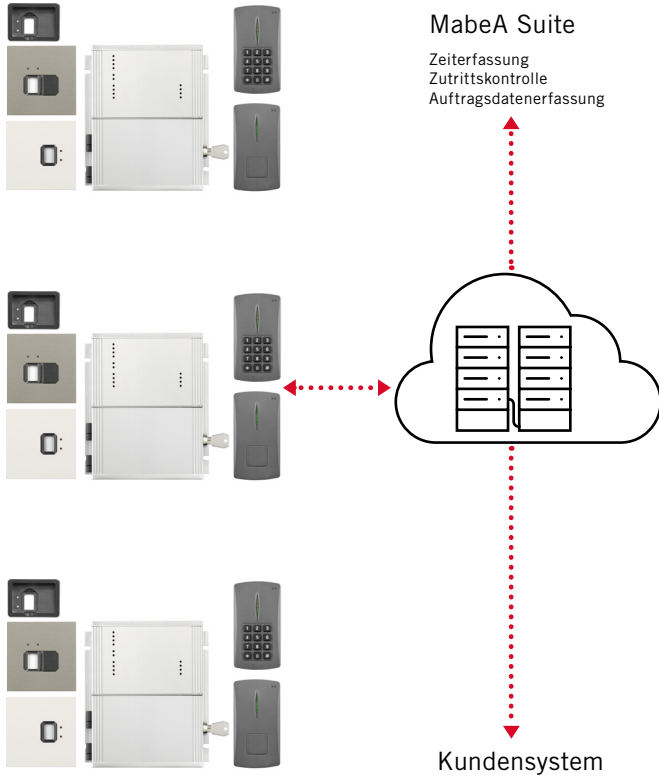 MabeA Suite
Zeiterfassung
Zutrittskontrolle
Auftragsdatenerfassung
Kundensystem